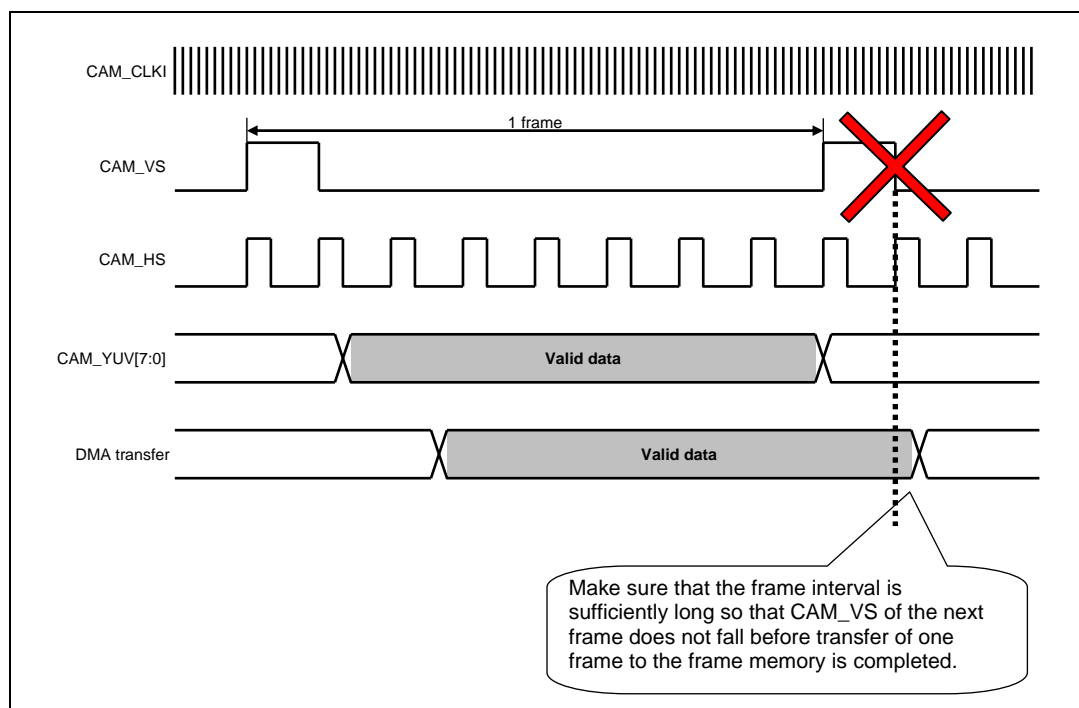 CAM_CLKI
1 frame
CAM_VS
CAM_HS
CAM_YUV[7:0]
Valid data
DMA transfer
Valid data
Make sure that the frame interval is
sufficiently long so that CAM_VS of the next
frame does not fall before transfer of one
frame to the frame memory is completed.